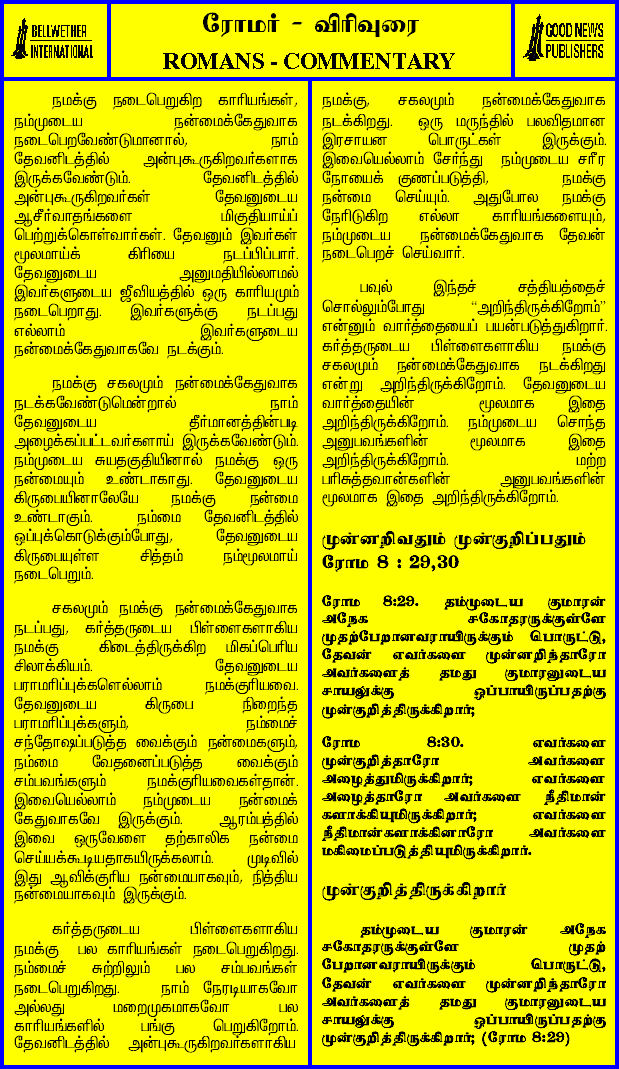 BELLWETHER
INTERNATIONAL
ரோமர் - விரிவுரை
ROMANS - COMMENTARY
GOOD NEWS
PUBLISHERS
நமக்கு நடைபெறுகிற காரியங்கள்,
நம்முடைய நன்மைக்கேதுவாக
நடைபெறவேண்டுமானால், நாம்
தேவனிடத்தில் அன்புகூருகிறவர்களாக
இருக்கவேண்டும். தேவனிடத்தில்
அன்புகூருகிறவர்கள் தேவனுடைய
ஆசீர்வாதங்களை மிகுதியாய்ப்
பெற்றுக்கொள்வார்கள். தேவனும் இவர்கள்
மூலமாய்க் கிரியை நடப்பிப்பார்.
தேவனுடைய அனுமதியில்லாமல்
இவர்களுடைய ஜீவியத்தில் ஒரு காரியமும்
நடைபெறாது. இவர்களுக்கு நடப்பது
எல்லாம் இவர்களுடைய
நன்மைக்கேதுவாகவே நடக்கும்.
நமக்கு சகலமும் நன்மைக்கேதுவாக
நடக்கவேண்டுமென்றால் நாம்
தேவனுடைய தீர்மானத்தின்படி
அழைக்கப்பட்டவர்களாய் இருக்கவேண்டும்.
நம்முடைய சுயதகுதியினால் நமக்கு ஒரு
நன்மையும் உண்டாகாது. தேவனுடைய
கிருபையினாலேயே நமக்கு நன்மை
உண்டாகும். நம்மை தேவனிடத்தில்
ஒப்புக்கொடுக்கும்போது, தேவனுடைய
கிருபையுள்ள சித்தம் நம்மூலமாய்
நடைபெறும்.
சகலமும் நமக்கு நன்மைக்கேதுவாக
நடப்பது, கர்த்தருடைய பிள்ளைகளாகிய
நமக்கு கிடைத்திருக்கிற மிகப்பெரிய
சிலாக்கியம். தேவனுடைய
பராமரிப்புக்களெல்லாம் நமக்குரியவை.
தேவனுடைய கிருபை நிறைந்த
பராமரிப்புக்களும், நம்மைச்
சந்தோஷப்படுத்த வைக்கும் நன்மைகளும்,
நம்மை வேதனைப்படுத்த வைக்கும்
சம்பவங்களும் நமக்குரியவைகள்தான்.
இவையெல்லாம் நம்முடைய நன்மைக்
கேதுவாகவே இருக்கும். ஆரம்பத்தில்
இவை ஒருவேளை தற்காலிக நன்மை
செய்யக்கூடியதாகயிருக்கலாம். முடிவில்
இது ஆவிக்குரிய நன்மையாகவும், நித்திய
நன்மையாகவும் இருக்கும்.
கர்த்தருடைய பிள்ளைகளாகிய
நமக்கு பல காரியங்கள் நடைபெறுகிறது.
நம்மைச் சுற்றிலும் பல சம்பவங்கள்
நடைபெறுகிறது. நாம் நேரடியாகவோ
அல்லது மறைமுகமாகவோ பல
காரியங்களில் பங்கு பெறுகிறோம்.
தேவனிடத்தில் அன்புகூருகிறவர்களாகிய
நமக்கு, சகலமும் நன்மைக்கேதுவாக
நடக்கிறது. ஒரு மருந்தில் பலவிதமான
இரசாயன பொருட்கள் இருக்கும்.
இவையெல்லாம் சேர்ந்து நம்முடைய சரீர
நோயைக் குணப்படுத்தி, நமக்கு
நன்மை செய்யும். அதுபோல நமக்கு
நேரிடுகிற எல்லா காரியங்களையும்,
நம்முடைய நன்மைக்கேதுவாக தேவன்
நடைபெறச் செய்வார்.
பவுல் இந்தச் சத்தியத்தைச்
சொல்லும்போது “அறிந்திருக்கிறோம்”
என்னும் வார்த்தையைப் பயன்படுத்துகிறார்.
கர்த்தருடைய பிள்ளைகளாகிய நமக்கு
சகலமும் நன்மைக்கேதுவாக நடக்கிறது
என்று அறிந்திருக்கிறோம். தேவனுடைய
வார்த்தையின் மூலமாக இதை
அறிந்திருக்கிறோம். நம்முடைய சொந்த
அனுபவங்களின் மூலமாக இதை
அறிந்திருக்கிறோம். மற்ற
பரிசுத்தவான்களின் அனுபவங்களின்
மூலமாக இதை அறிந்திருக்கிறோம்.
முன்னறிவதும் முன்குறிப்பதும்
ரோம 8 : 29,30
ரோம 8:29. தம்முடைய குமாரன்
அநேக சகோதரருக்குள்ளே
முதற்பேறானவராயிருக்கும் பொருட்டு,
தேவன் எவர்களை முன்னறிந்தாரோ
அவர்களைத் தமது குமாரனுடைய
சாயலுக்கு ஒப்பாயிருப்பதற்கு
முன்குறித்திருக்கிறார்;
ரோம 8:30. எவர்களை
முன்குறித்தாரோ அவர்களை
அழைத்துமிருக்கிறார்; எவர்களை
அழைத்தாரோ அவர்களை நீதிமான்
களாக்கியுமிருக்கிறார்; எவர்களை
நீதிமான்களாக்கினாரோ அவர்களை
மகிமைப்படுத்தியுமிருக்கிறார்.
முன்குறித்திருக்கிறார்
தம்முடைய குமாரன் அநேக
சகோதரருக்குள்ளே முதற்
பேறானவராயிருக்கும் பொருட்டு,
தேவன் எவர்களை முன்னறிந்தாரோ
அவர்களைத் தமது குமாரனுடைய
சாயலுக்கு ஒப்பாயிருப்பதற்கு
முன்குறித்திருக்கிறார்; (ரோம 8:29)